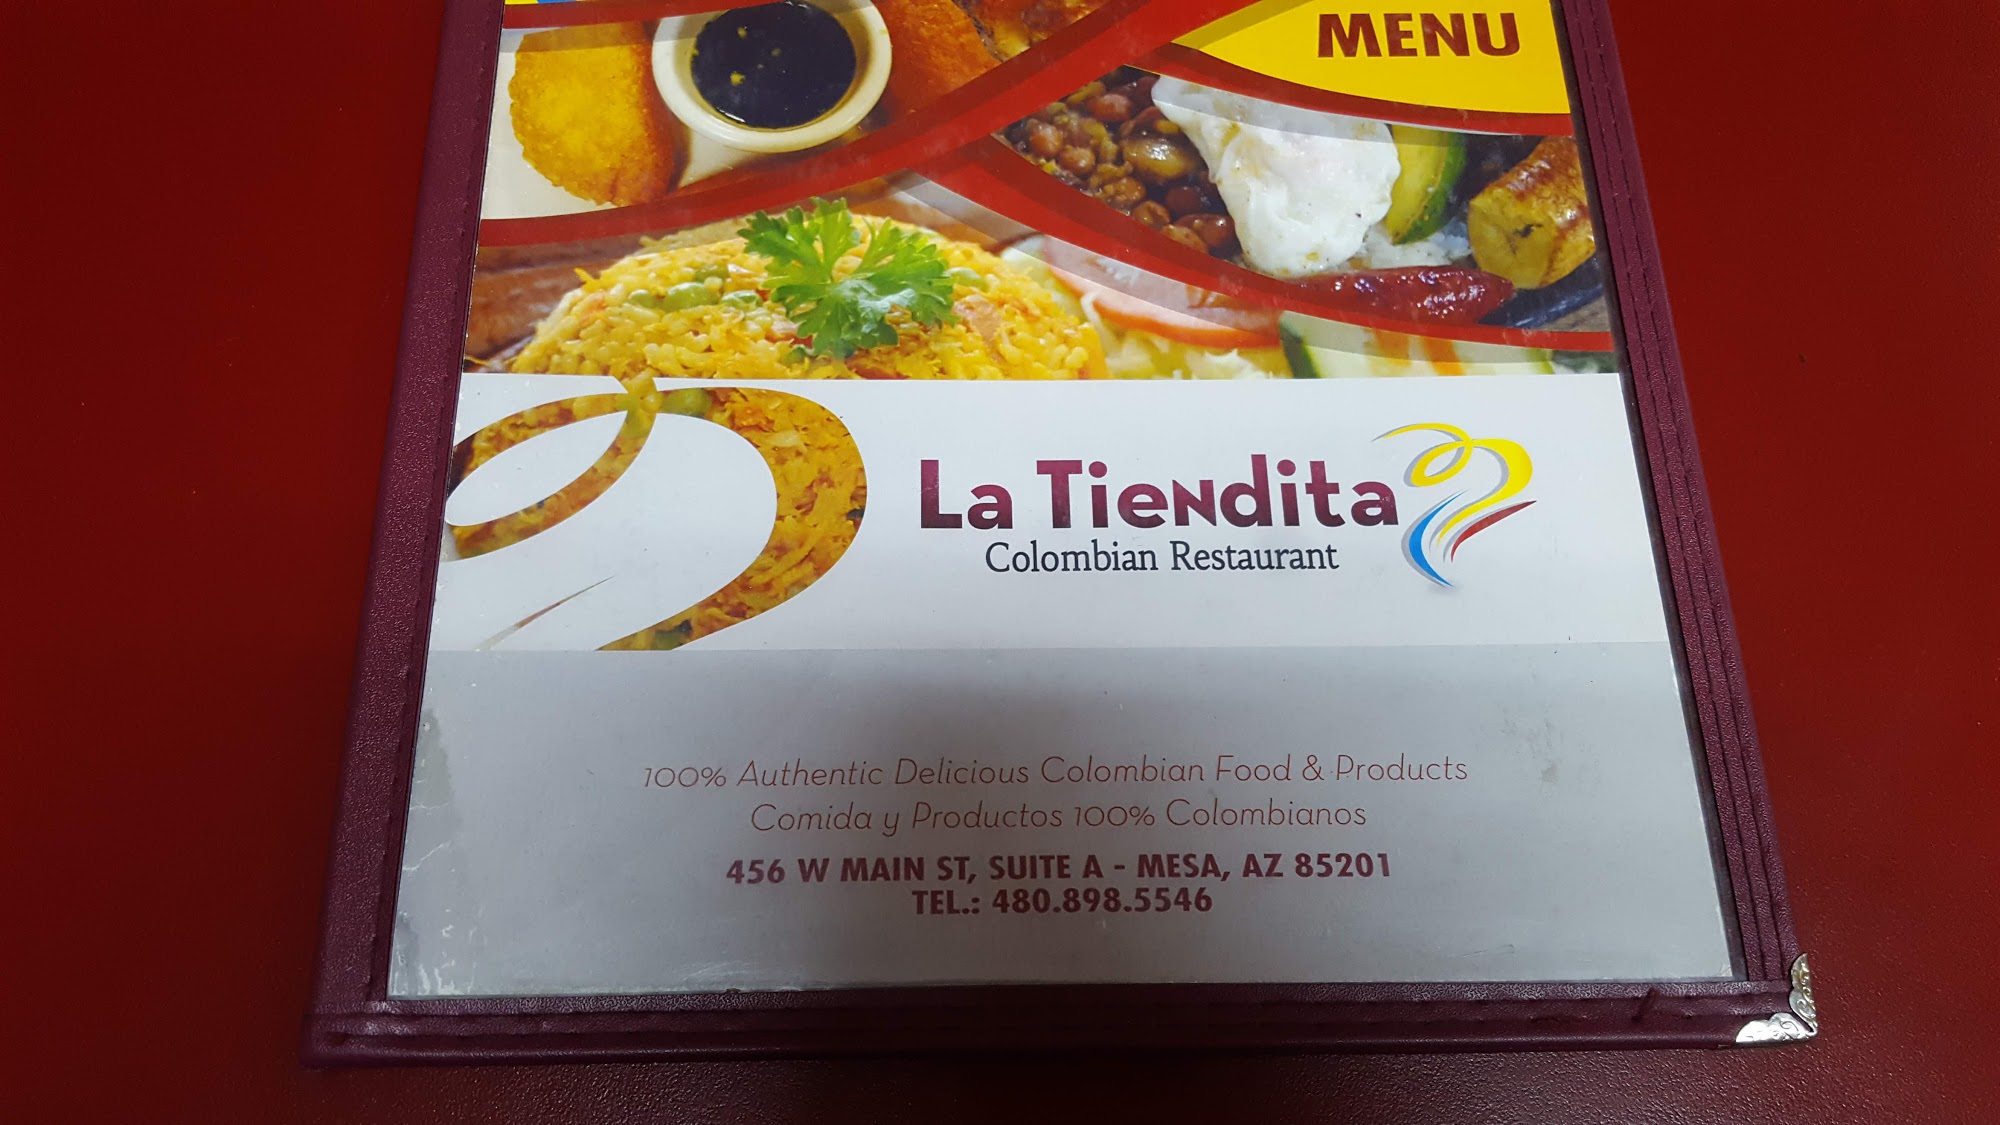 MENU
La Tiendita
Colombian Restaurant
100% Authentic Delicious Colombian Food & Products
Comida y Productos 100% Colombianos
456 W MAIN ST, SUITE A - MESA, AZ 85201
TEL.: 480.898.5546